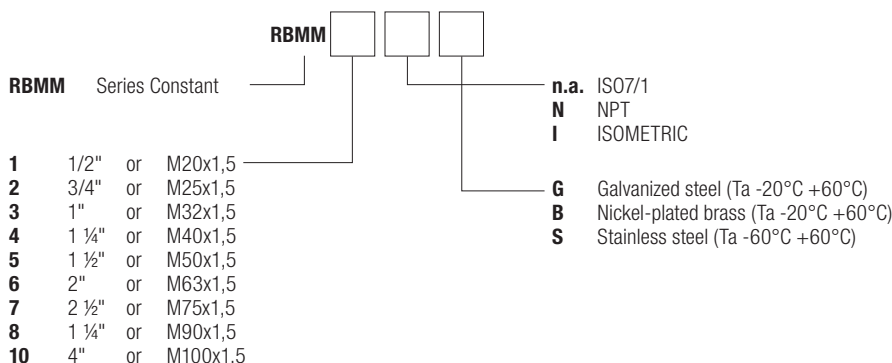 RBMM
RBMM Series Constant
1 1/2" or M20x1,5
2 3/4" or M25x1,5
3 1" or M32x1,5
4 1 ¼" or M40x1,5
5 1 ½" or M50x1,5
6 2" or M63x1,5
7 2 ½" or M75x1,5
8 1 ¼" or M90x1,5
10 4" or M100x1,5
n.a. ISO7/1
N NPT
I ISOMETRIC
G Galvanized steel (Ta -20°C +60°C)
B Nickel-plated brass (Ta -20°C +60°C)
S Stainless steel (Ta -60°C +60°C)